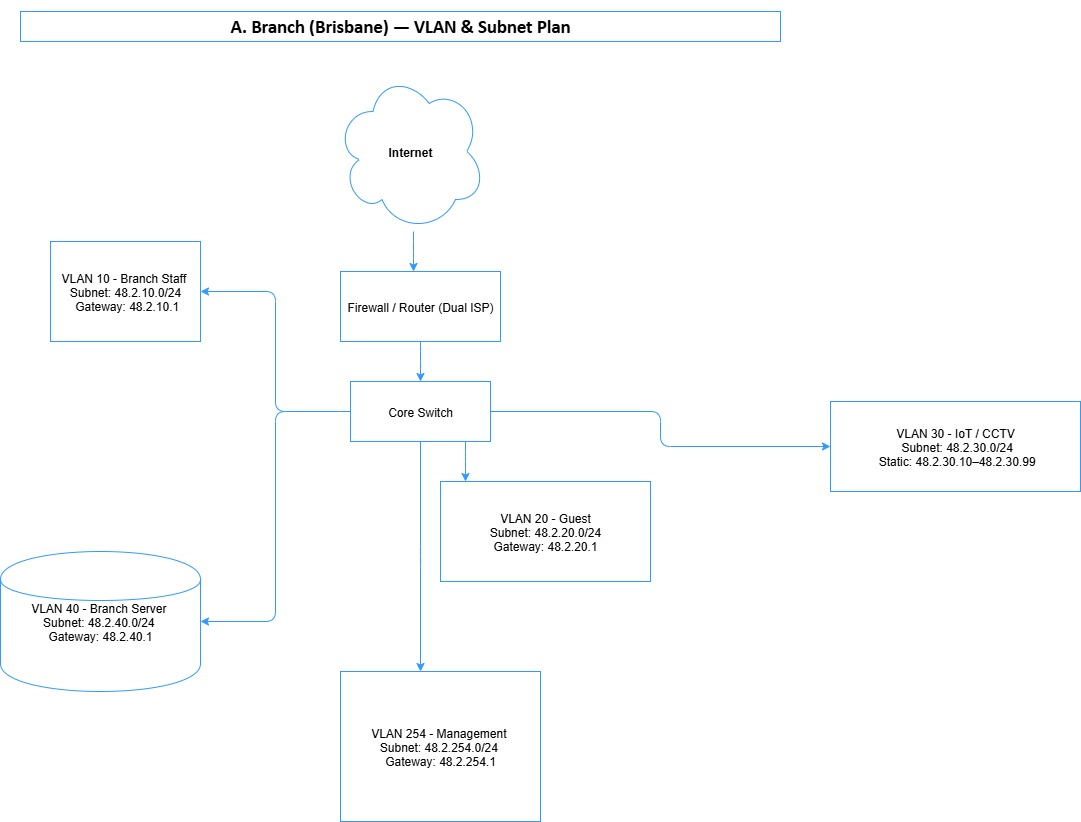 A. Branch (Brisbane) — VLAN & Subnet Plan
Internet
VLAN 10 - Branch Staff
Subnet: 48.2.10.0/24
Gateway: 48.2.10.1
Firewall / Router (Dual ISP)
Core Switch
VLAN 30 - IoT / CCTV
Subnet: 48.2.30.0/24
Static: 48.2.30.10–48.2.30.99
VLAN 20 - Guest
Subnet: 48.2.20.0/24
Gateway: 48.2.20.1
VLAN 40 - Branch Server
Subnet: 48.2.40.0/24
Gateway: 48.2.40.1
VLAN 254 - Management
Subnet: 48.2.254.0/24
Gateway: 48.2.254.1